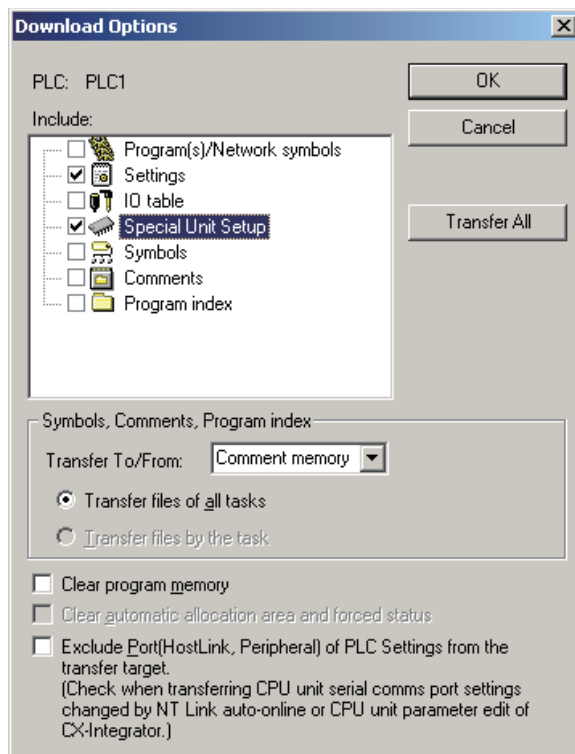 Download Options
PLC: PLC1
OK
Include:
Cancel
Program(s)/Network symbols
Settings
IO table
Special Unit Setup
Transfer All
Symbols
Comments
Program index
Symbols, Comments, Program index
Transfer To/From: Comment memory
Transfer files of all tasks
Transfer files by the task
Clear program memory
Clear automatic allocation area and forced status
Exclude Port(HostLink, Peripheral) of PLC Settings from the
transfer target.
(Check when transferring CPU unit serial comms port settings
changed by NT Link auto-online or CPU unit parameter edit of
CX-Integrator.)